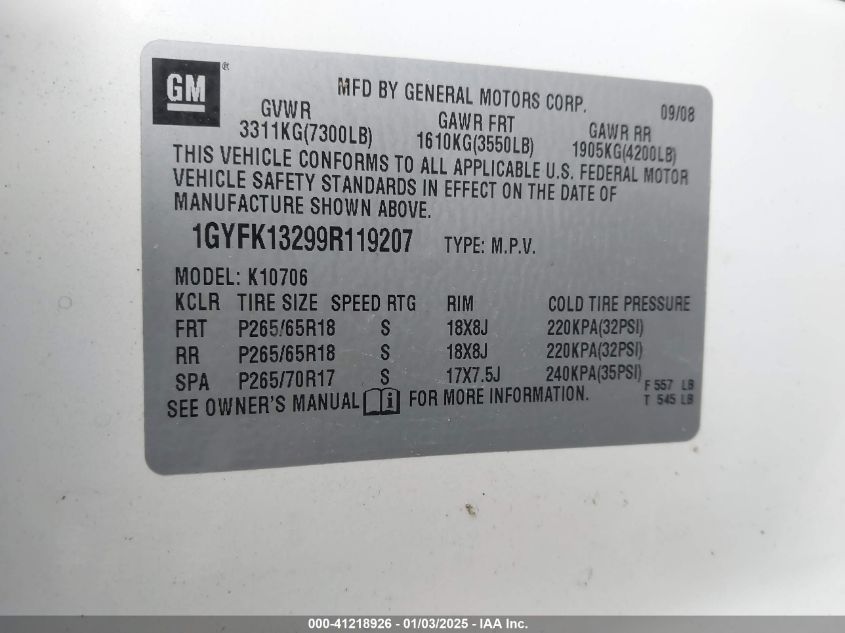 GM®
MFD BY GENERAL MOTORS CORP. 09/08
GVWR GAWR FRT GAWR RR
3311KG(7300LB) 1610KG(3550LB) 1905KG(4200LB)
THIS VEHICLE CONFORMS TO ALL APPLICABLE U.S. FEDERAL MOTOR
VEHICLE SAFETY STANDARDS IN EFFECT ON THE DATE OF
MANUFACTURE SHOWN ABOVE.
1GYFK13299R119207 TYPE: M.P.V.
MODEL: K10706
KCLR TIRE SIZE SPEED RTG RIM COLD TIRE PRESSURE
FRT P265/65R18 S 18X8J 220KPA(32PSI)
RR P265/65R18 S 18X8J 220KPA(32PSI)
SPA P265/70R17 S 17X7.5J 240KPA(35PSI)
F 557 LB
SEE OWNER'S MANUAL i FOR MORE INFORMATION.
T 545 LB
000-41218926 - 01/03/2025 - IAA Inc.